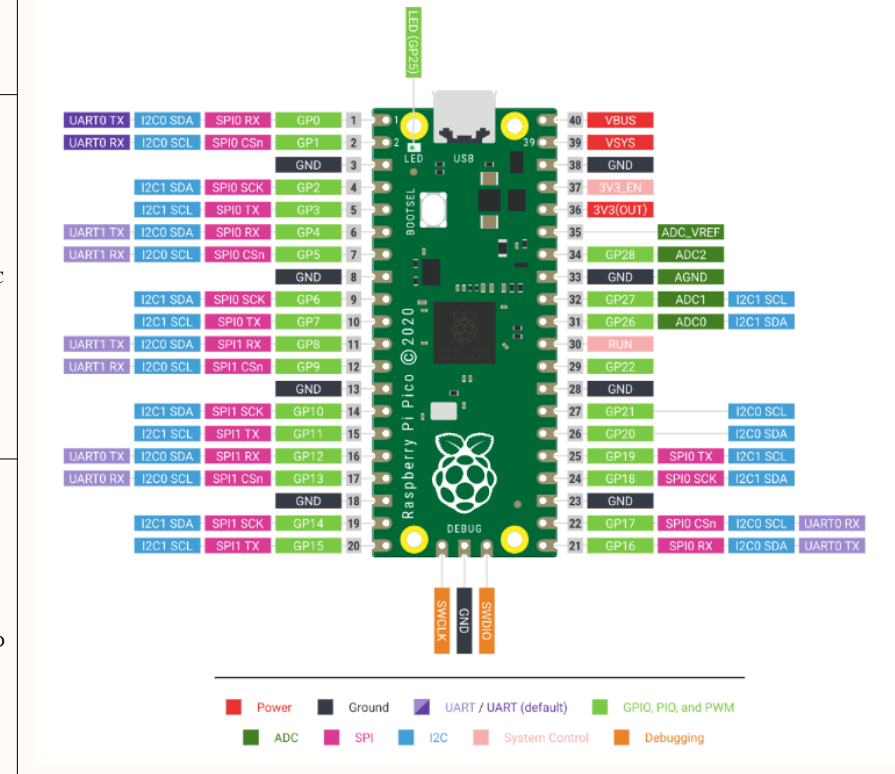 LED (GP25)
UART0 TX I2C0 SDA SPI0 RX GP0 1 1 40 VBUS
UART0 RX I2C0 SCL SPI0 CSn GP1 2 2 39 39 VSYS
GND 3 LED USB 38 GND
I2C1 SDA SPI0 SCK GP2 4 37 3V3_EN
I2C1 SCL SPI0 TX GP3 5 BOOTSEL 36 3V3(OUT)
UART1 TX I2C0 SDA SPI0 RX GP4 6 35 ADC_VREF
UART1 RX I2C0 SCL SPI0 CSn GP5 7 34 GP28 ADC2
GND 8 33 GND AGND
I2C1 SDA SPI0 SCK GP6 9 32 GP27 ADC1 I2C1 SCL
I2C1 SCL SPI0 TX GP7 10 31 GP26 ADC0 I2C1 SDA
UART1 TX I2C0 SDA SPI1 RX GP8 11 30 RUN
UART1 RX I2C0 SCL SPI1 CSn GP9 12 29 GP22
GND 13 28 GND
I2C1 SDA SPI1 SCK GP10 14 27 GP21 I2C0 SCL
I2C1 SCL SPI1 TX GP11 15 26 GP20 I2C0 SDA
UART0 TX I2C0 SDA SPI1 RX GP12 16 25 GP19 SPI0 TX I2C1 SCL
UART0 RX I2C0 SCL SPI1 CSn GP13 17 24 GP18 SPI0 SCK I2C1 SDA
GND 18 23 GND
I2C1 SDA SPI1 SCK GP14 19 22 GP17 SPI0 CSn I2C0 SCL UART0 RX
I2C1 SCL SPI1 TX GP15 20 21 GP16 SPI0 RX I2C0 SDA UART0 TX
Raspberry Pi Pico © 2020
DEBUG
SWCLK GND SWDIO
Power Ground UART / UART (default) GPIO, PIO, and PWM
ADC SPI I2C System Control Debugging